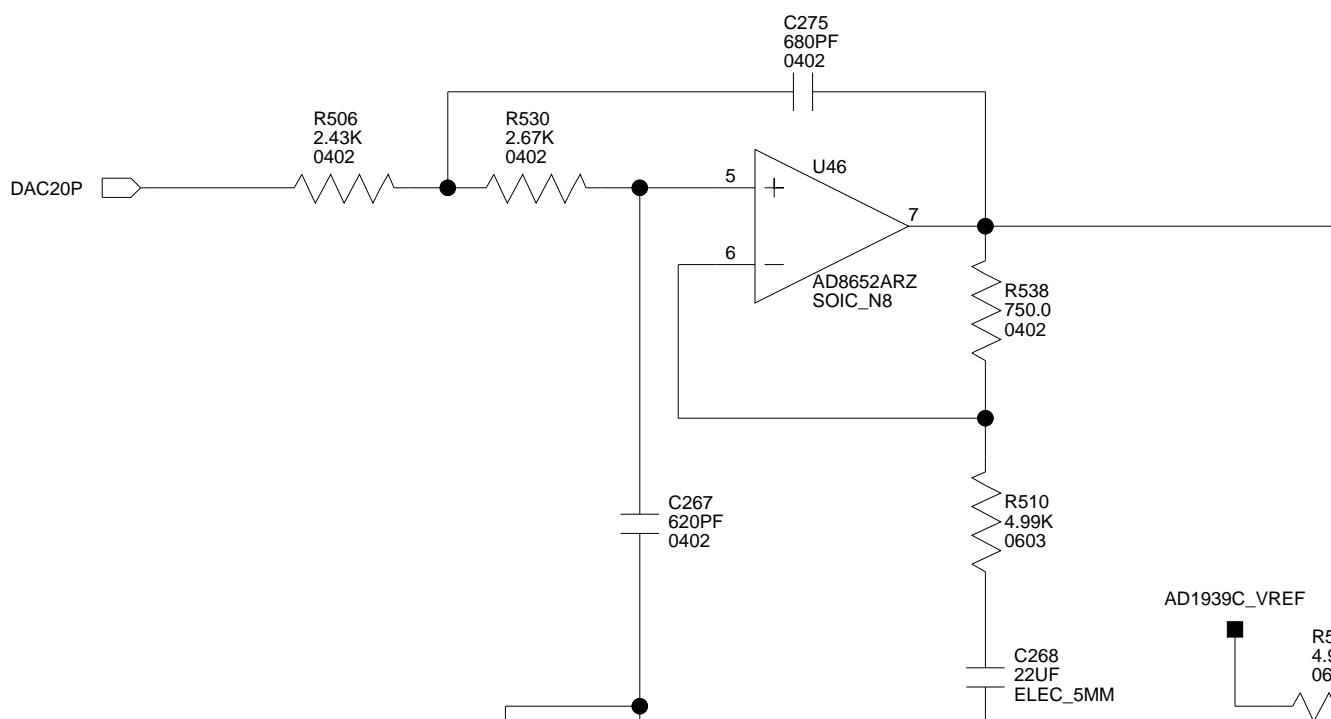 C275
680PF
0402
R506
2.43K
0402
R530
2.67K
0402
DAC20P
5
U46
7
6
AD8652ARZ
SOIC_N8
R538
750.0
0402
C267
620PF
0402
R510
4.99K
0603
AD1939C_VREF
C268
22UF
ELEC_5MM